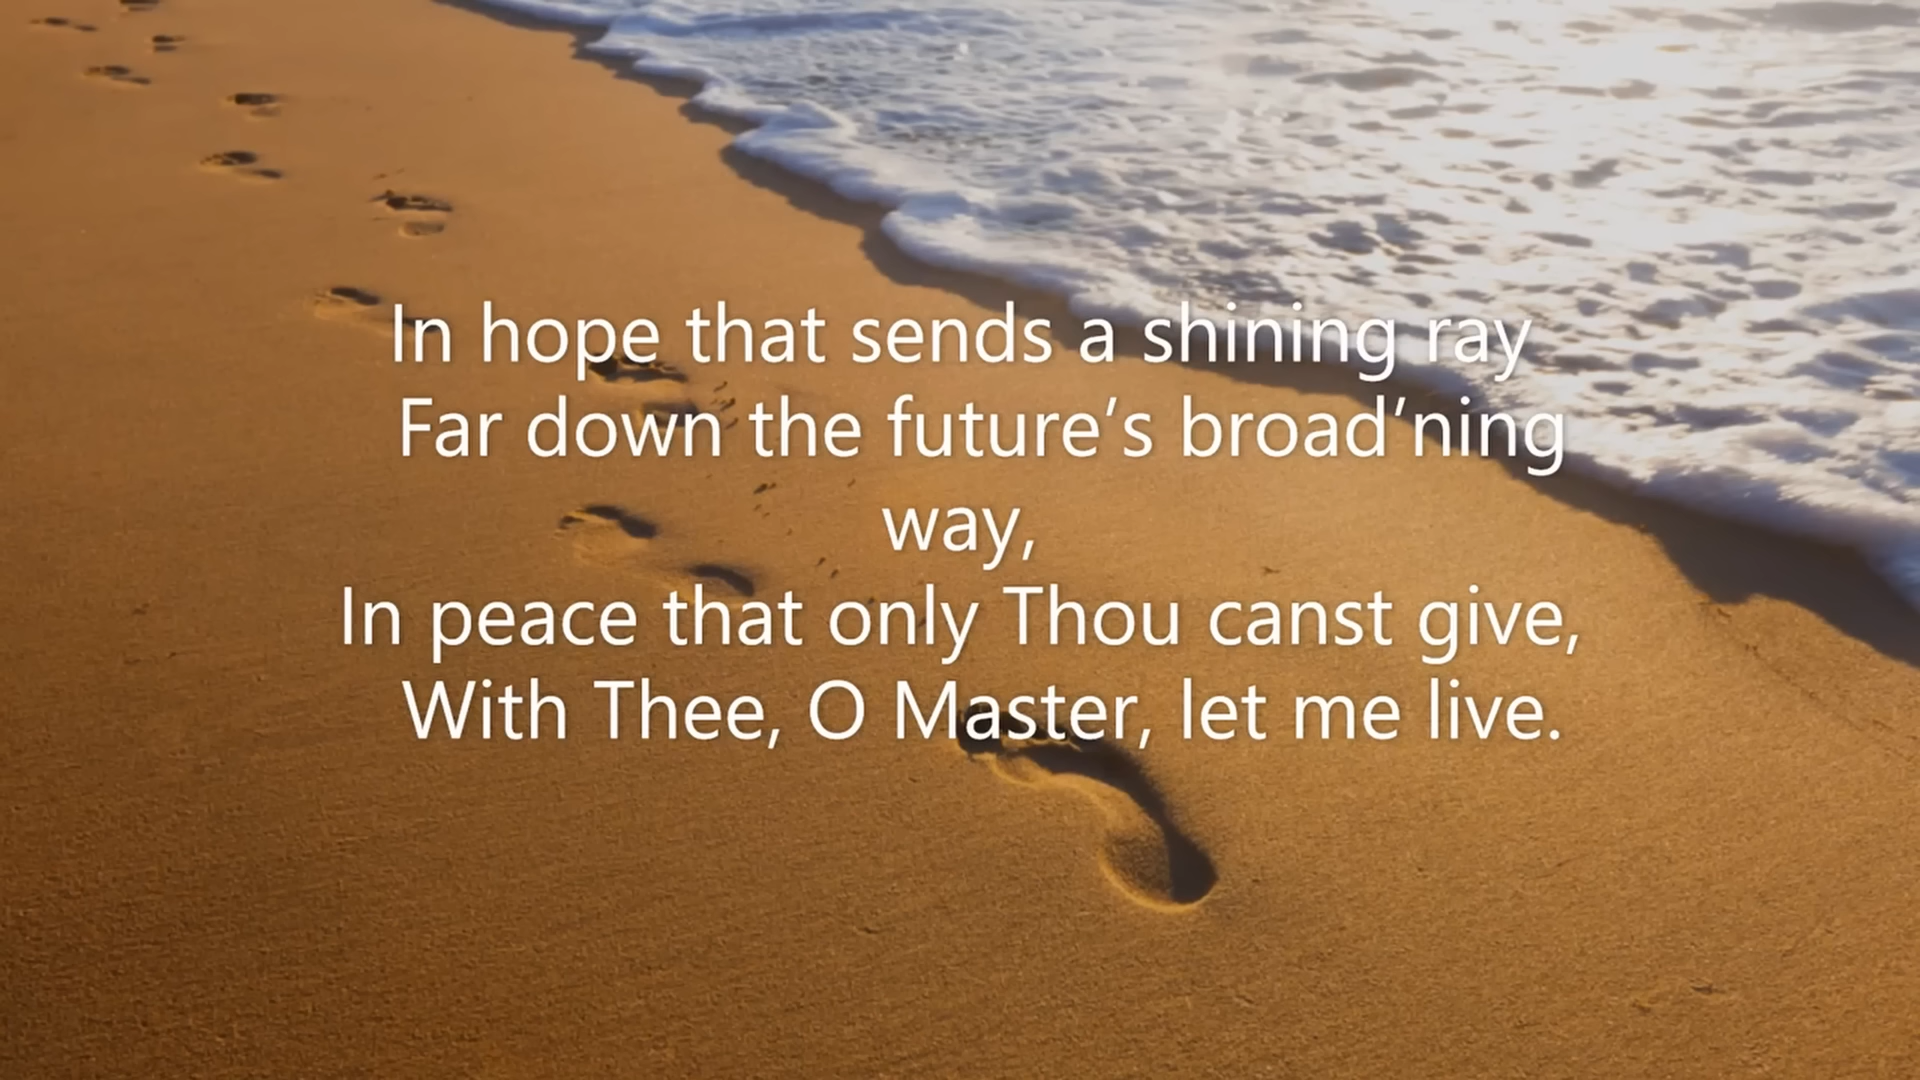 In hope that sends a shining ray
Far down the future’s broad’ning
way,
In peace that only Thou canst give,
With Thee, O Master, let me live.